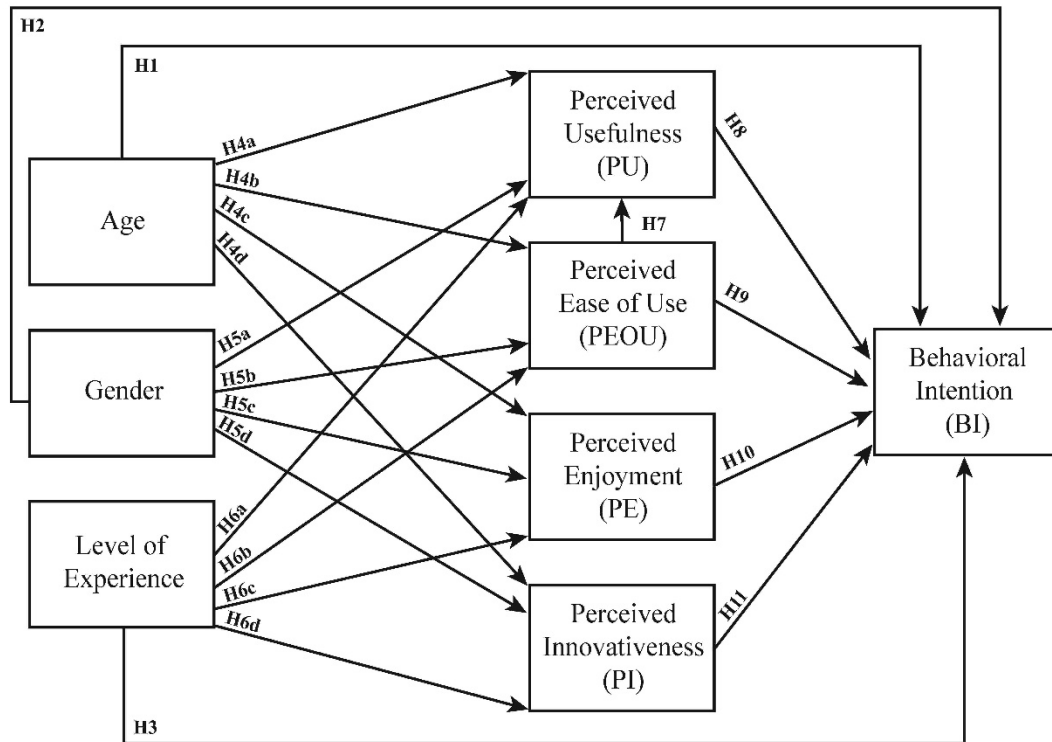 H2
H1
Perceived
Usefulness
(PU)
H8
H4a
H4b
H4c
H4d
Age
H7
Perceived
Ease of Use
(PEOU)
H9
H5a
H5b
H5c
H5d
Gender
Behavioral
Intention
(BI)
Perceived
Enjoyment
(PE)
H10
H6a
H6b
H6c
H6d
Level of
Experience
Perceived
Innovativeness
(PI)
H11
H3